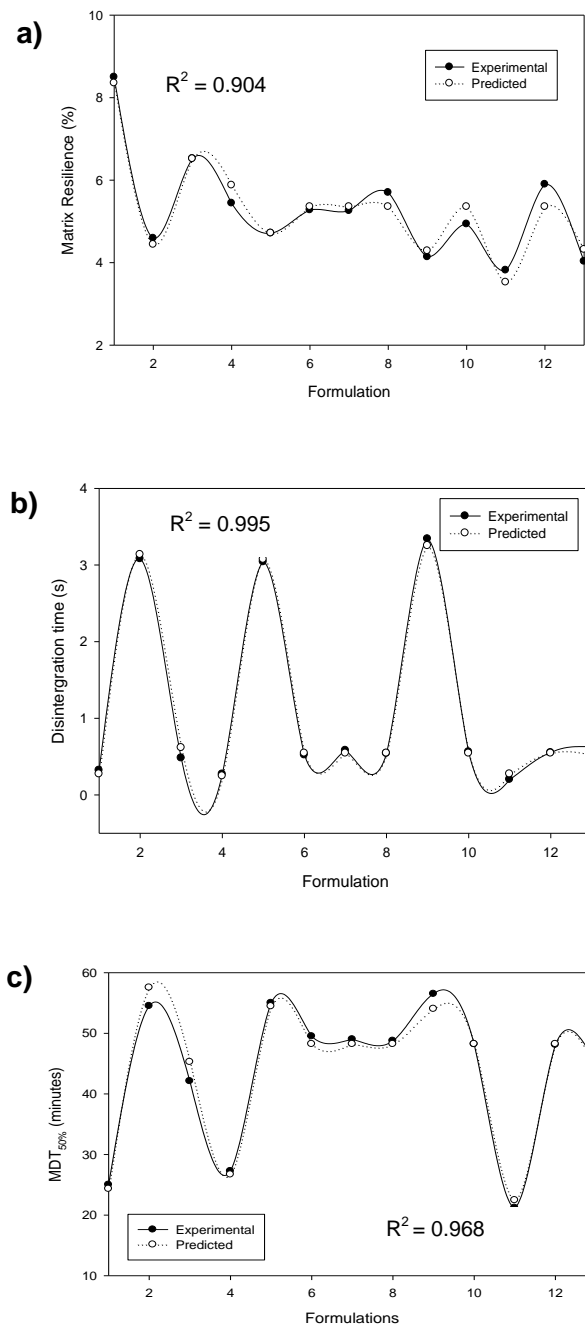 a)
10
8
6
4
2
Matrix Resilience (%)
R² = 0.904
Experimental
Predicted
2 4 6 8 10 12
Formulation
b)
4
3
2
1
0
Disintergration time (s)
R² = 0.995
Experimental
Predicted
2 4 6 8 10 12
Formulation
c)
60
50
40
30
20
10
MDT50% (minutes)
Experimental
Predicted
R² = 0.968
2 4 6 8 10 12
Formulations